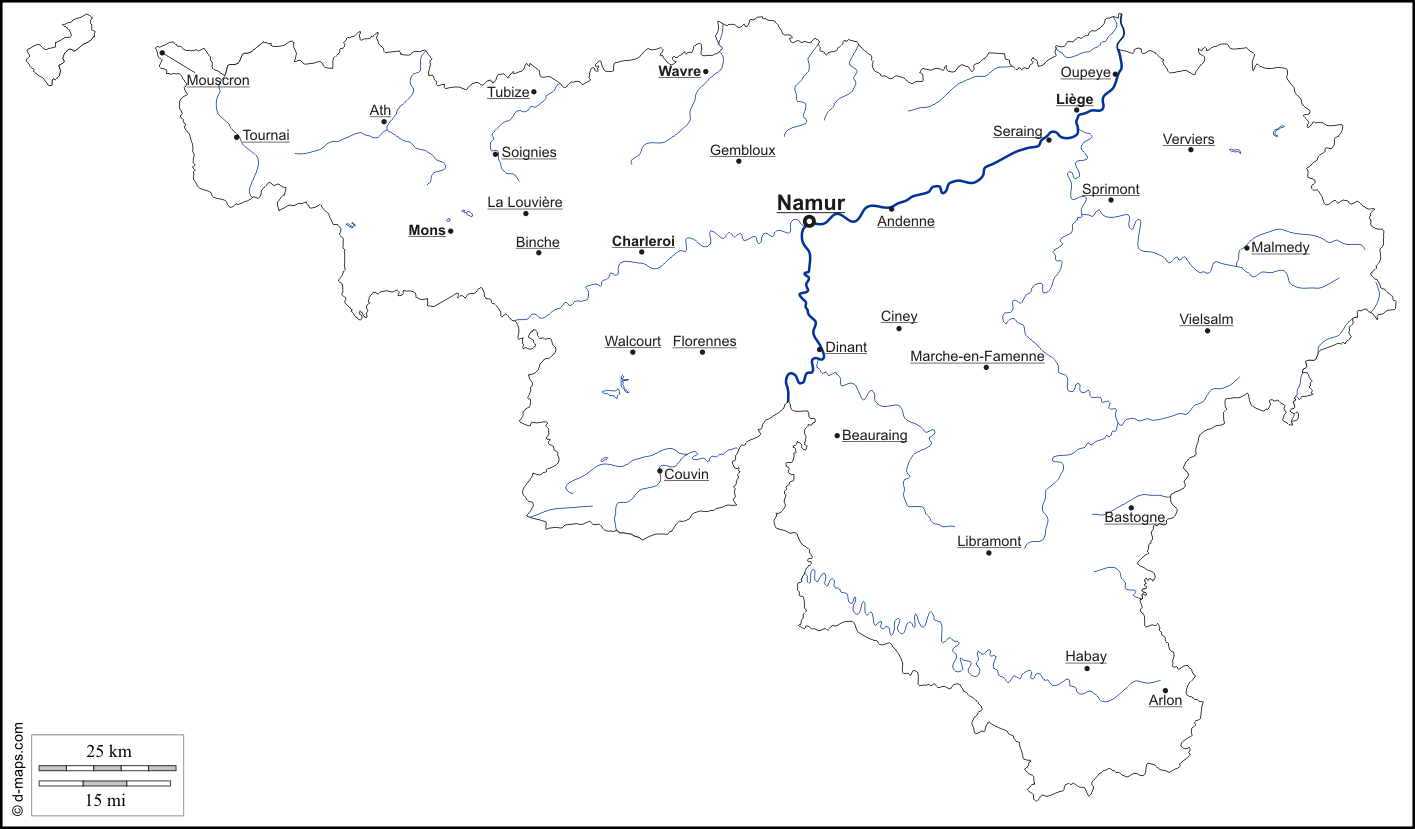 Mouscron
Tournai
Ath
Tubize
Wavre
Oupeye
Liège
Seraing
Verviers
Soignies
Gembloux
Sprimont
La Louvière
Namur
Andenne
Mons
Binche
Charleroi
Malmedy
Ciney
Vielsalm
Walcourt
Florennes
Dinant
Marche-en-Famenne
Beauraing
Couvin
Bastogne
Libramont
Habay
Arlon
25 km
15 mi
© d-maps.com